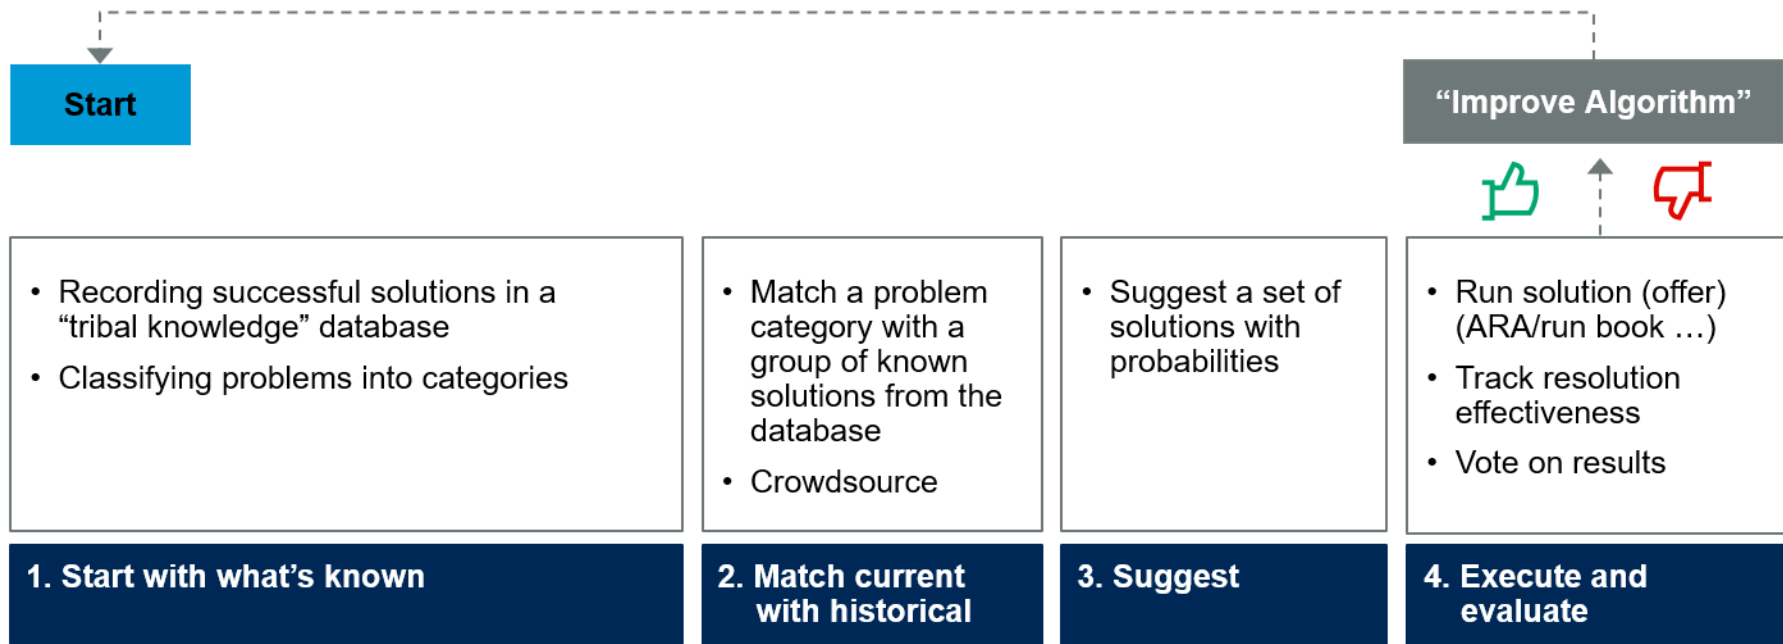 Start
“Improve Algorithm”
• Recording successful solutions in a
“tribal knowledge” database
• Classifying problems into categories
• Match a problem
category with a
group of known
solutions from the
database
• Crowdsource
• Suggest a set of
solutions with
probabilities
• Run solution (offer)
(ARA/run book …)
• Track resolution
effectiveness
• Vote on results
1. Start with what’s known
2. Match current
with historical
3. Suggest
4. Execute and
evaluate